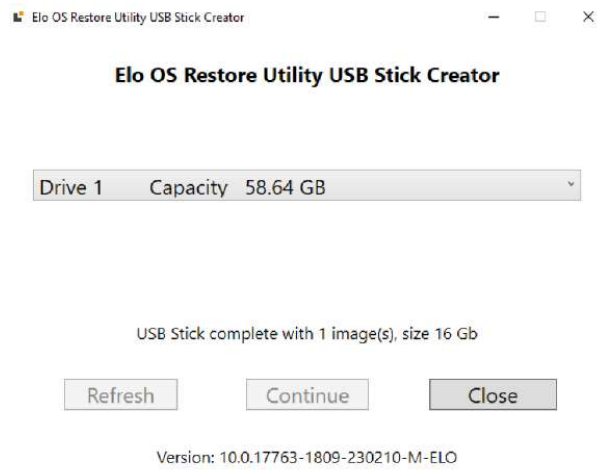 Elo OS Restore Utility USB Stick Creator
Elo OS Restore Utility USB Stick Creator
Drive 1 Capacity 58.64 GB
USB Stick complete with 1 image(s), size 16 Gb
Refresh Continue Close
Version: 10.0.17763-1809-230210-M-ELO